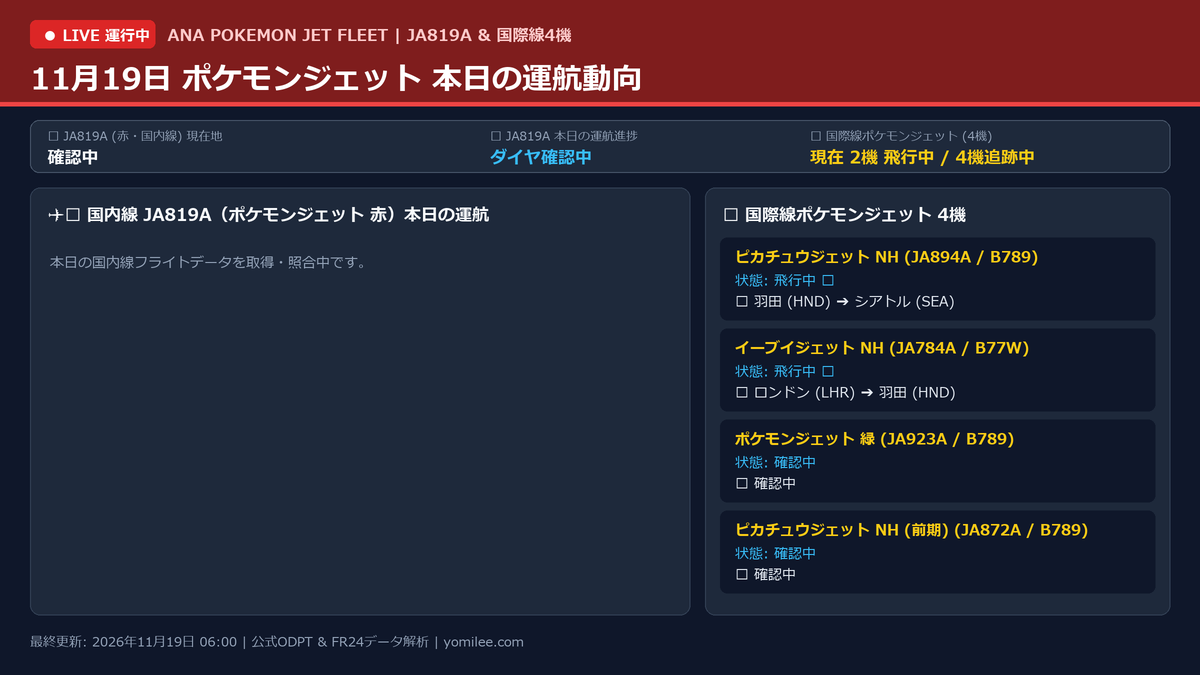 ● LIVE 運行中
ANA POKEMON JET FLEET | JA819A & 国際線4機
11月19日 ポケモンジェット 本日の運航動向
□ JA819A (赤・国内線) 現在地
確認中
□ JA819A 本日の運航進捗
ダイヤ確認中
□ 国際線ポケモンジェット (4機)
現在 2機 飛行中 / 4機追跡中
✈□ 国内線 JA819A（ポケモンジェット 赤）本日の運航
本日の国内線フライトデータを取得・照合中です。
□ 国際線ポケモンジェット 4機
ピカチュウジェット NH (JA894A / B789)
状態: 飛行中 □
□ 羽田 (HND) ➔ シアトル (SEA)
イーブイジェット NH (JA784A / B77W)
状態: 飛行中 □
□ ロンドン (LHR) ➔ 羽田 (HND)
ポケモンジェット 緑 (JA923A / B789)
状態: 確認中
□ 確認中
ピカチュウジェット NH (前期) (JA872A / B789)
状態: 確認中
□ 確認中
最終更新: 2026年11月19日 06:00 | 公式ODPT & FR24データ解析 | yomilee.com